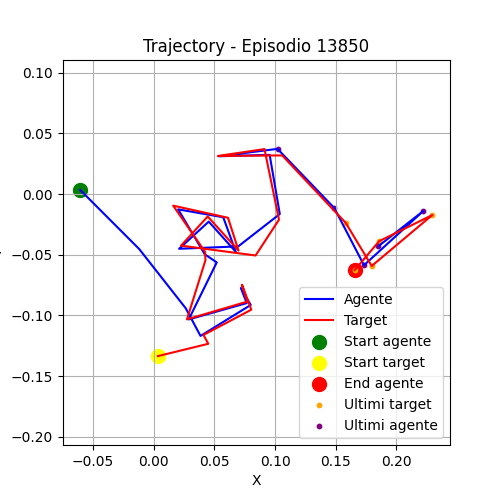 Trajectory - Episodio 13850
0.10
0.05
0.00
−0.05
−0.10
−0.15
−0.20
Agente
Target
Start agente
Start target
End agente
Ultimi target
Ultimi agente
−0.05 0.00 0.05 0.10 0.15 0.20
X